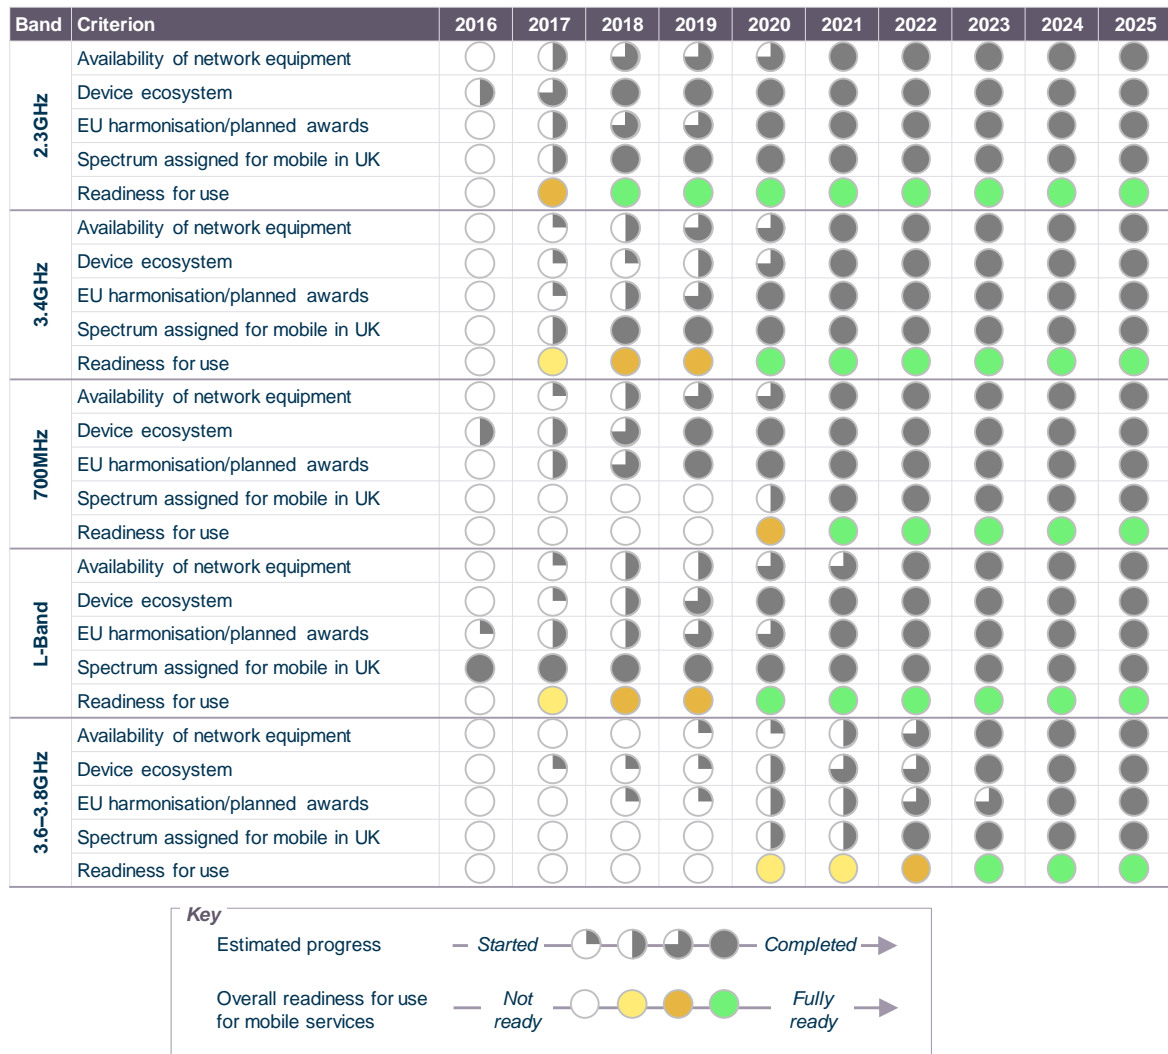 Band Criterion 2016 2017 2018 2019 2020 2021 2022 2023 2024 2025
2.3GHz
Availability of network equipment
Device ecosystem
EU harmonisation/planned awards
Spectrum assigned for mobile in UK
Readiness for use
3.4GHz
Availability of network equipment
Device ecosystem
EU harmonisation/planned awards
Spectrum assigned for mobile in UK
Readiness for use
700MHz
Availability of network equipment
Device ecosystem
EU harmonisation/planned awards
Spectrum assigned for mobile in UK
Readiness for use
L-Band
Availability of network equipment
Device ecosystem
EU harmonisation/planned awards
Spectrum assigned for mobile in UK
Readiness for use
3.6–3.8GHz
Availability of network equipment
Device ecosystem
EU harmonisation/planned awards
Spectrum assigned for mobile in UK
Readiness for use
Key
Estimated progress Started Completed
Overall readiness for use Not Fully
for mobile services ready ready